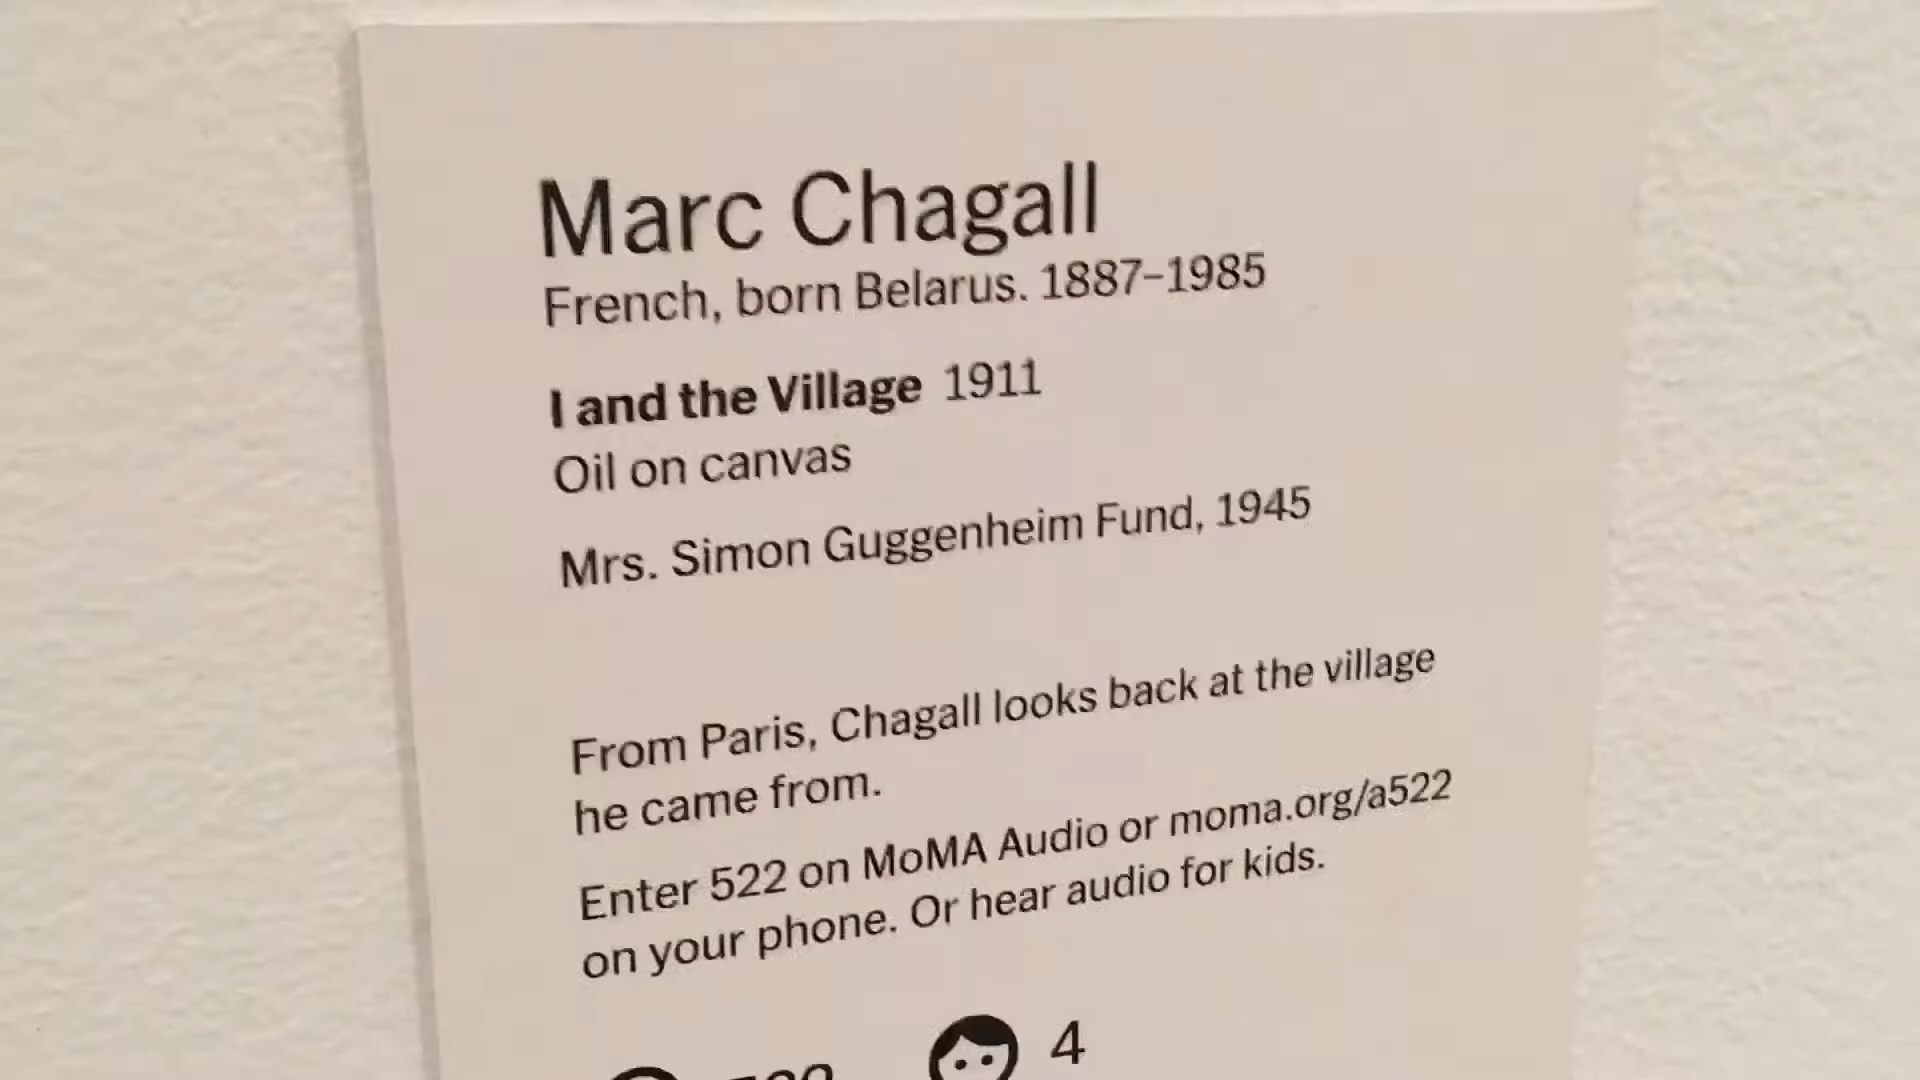 Marc Chagall
French, born Belarus. 1887–1985
I and the Village 1911
Oil on canvas
Mrs. Simon Guggenheim Fund, 1945
From Paris, Chagall looks back at the village
he came from.
Enter 522 on MoMA Audio or moma.org/a522
on your phone. Or hear audio for kids.
4